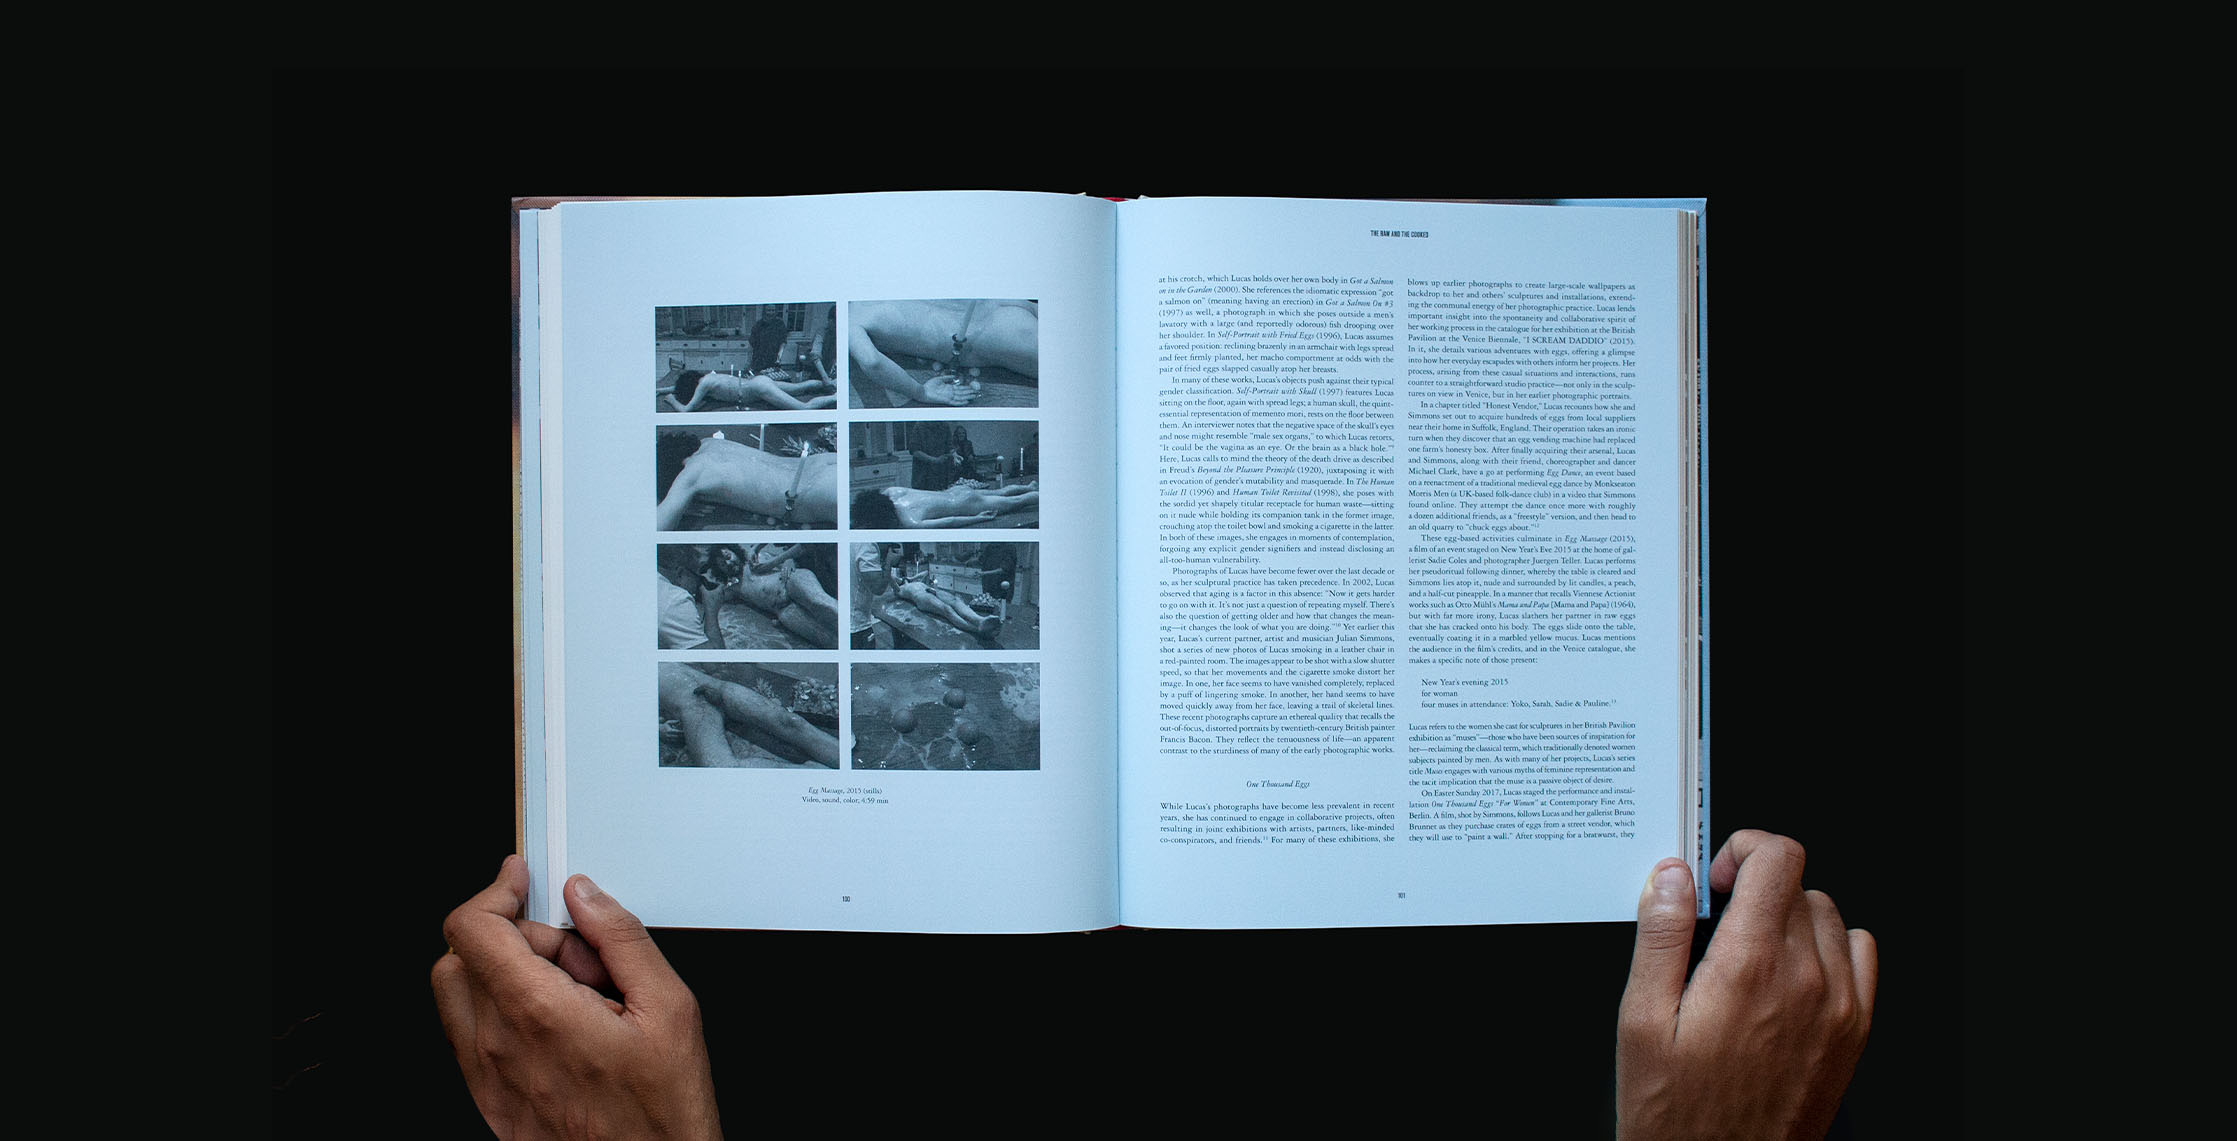 Egg Massage, 2015 (stills)
Video, sound, color, 4:59 min
100
THE RAW AND THE COOKED
at his crotch, which Lucas holds over her own body in Got a Salmon
on in the Garden (2000). She references the idiomatic expression "got
a salmon on" (meaning having an erection) in Got a Salmon On #3
(1997) as well, a photograph in which she poses outside a men's
lavatory with a large (and reportedly odorous) fish drooping over
her shoulder. In Self-Portrait with Fried Eggs (1996), Lucas assumes
a favored position: reclining brazenly in an armchair with legs spread
and feet firmly planted, her macho comportment at odds with the
pair of fried eggs slapped casually atop her breasts.
In many of these works, Lucas's objects push against their typical
gender classification. Self-Portrait with Skull (1997) features Lucas
sitting on the floor, again with spread legs; a human skull, the quint-
essential representation of memento mori, rests on the floor between
them. An interviewer notes that the negative space of the skull's eyes
and nose might resemble "male sex organs," to which Lucas retorts,
"It could be the vagina as an eye. Or the brain as a black hole."⁹
Here, Lucas calls to mind the theory of the death drive as described
in Freud's Beyond the Pleasure Principle (1920), juxtaposing it with
an evocation of gender's mutability and masquerade. In The Human
Toilet II (1996) and Human Toilet Revisited (1998), she poses with
the sordid yet shapely titular receptacle for human waste—sitting
on it nude while holding its companion tank in the former image,
crouching atop the toilet bowl and smoking a cigarette in the latter.
In both of these images, she engages in moments of contemplation,
forgoing any explicit gender signifiers and instead disclosing an
all-too-human vulnerability.
Photographs of Lucas have become fewer over the last decade or
so, as her sculptural practice has taken precedence. In 2002, Lucas
observed that aging is a factor in this absence: "Now it gets harder
to go on with it. It's not just a question of repeating myself. There's
also the question of getting older and how that changes the mean-
ing—it changes the look of what you are doing."¹⁰ Yet earlier this
year, Lucas's current partner, artist and musician Julian Simmons,
shot a series of new photos of Lucas smoking in a leather chair in
a red-painted room. The images appear to be shot with a slow shutter
speed, so that her movements and the cigarette smoke distort her
image. In one, her face seems to have vanished completely, replaced
by a puff of lingering smoke. In another, her hand seems to have
moved quickly away from her face, leaving a trail of skeletal lines.
These recent photographs capture an ethereal quality that recalls the
out-of-focus, distorted portraits by twentieth-century British painter
Francis Bacon. They reflect the tenuousness of life—an apparent
contrast to the sturdiness of many of the early photographic works.
One Thousand Eggs
While Lucas's photographs have become less prevalent in recent
years, she has continued to engage in collaborative projects, often
resulting in joint exhibitions with artists, partners, like-minded
co-conspirators, and friends.¹¹ For many of these exhibitions, she
blows up earlier photographs to create large-scale wallpapers as
backdrop to her and others' sculptures and installations, extend-
ing the communal energy of her photographic practice. Lucas lends
important insight into the spontaneity and collaborative spirit of
her working process in the catalogue for her exhibition at the British
Pavilion at the Venice Biennale, "I SCREAM DADDIO" (2015).
In it, she details various adventures with eggs, offering a glimpse
into how her everyday escapades with others inform her projects. Her
process, arising from these casual situations and interactions, runs
counter to a straightforward studio practice—not only in the sculp-
tures on view in Venice, but in her earlier photographic portraits.
In a chapter titled "Honest Vendor," Lucas recounts how she and
Simmons set out to acquire hundreds of eggs from local suppliers
near their home in Suffolk, England. Their operation takes an ironic
turn when they discover that an egg vending machine had replaced
one farm's honesty box. After finally acquiring their arsenal, Lucas
and Simmons, along with their friend, choreographer and dancer
Michael Clark, have a go at performing Egg Dance, an event based
on a reenactment of a traditional medieval egg dance by Monkseaton
Morris Men (a UK-based folk-dance club) in a video that Simmons
found online. They attempt the dance once more with roughly
a dozen additional friends, as a "freestyle" version, and then head to
an old quarry to "chuck eggs about."¹²
These egg-based activities culminate in Egg Massage (2015),
a film of an event staged on New Year's Eve 2015 at the home of gal-
lerist Sadie Coles and photographer Juergen Teller. Lucas performs
her pseudoritual following dinner, whereby the table is cleared and
Simmons lies atop it, nude and surrounded by lit candles, a peach,
and a half-cut pineapple. In a manner that recalls Viennese Actionist
works such as Otto Mühl's Mama und Papa [Mama and Papa] (1964),
but with far more irony, Lucas slathers her partner in raw eggs
that she has cracked onto his body. The eggs slide onto the table,
eventually coating it in a marbled yellow mucus. Lucas mentions
the audience in the film's credits, and in the Venice catalogue, she
makes a specific note of those present:
New Year's evening 2015
for woman
four muses in attendance: Yoko, Sarah, Sadie & Pauline.¹³
Lucas refers to the women she cast for sculptures in her British Pavilion
exhibition as "muses"—those who have been sources of inspiration for
her—reclaiming the classical term, which traditionally denoted women
subjects painted by men. As with many of her projects, Lucas's series
title Muses engages with various myths of feminine representation and
the tacit implication that the muse is a passive object of desire.
On Easter Sunday 2017, Lucas staged the performance and instal-
lation One Thousand Eggs "For Women" at Contemporary Fine Arts,
Berlin. A film, shot by Simmons, follows Lucas and her gallerist Bruno
Brunnet as they purchase crates of eggs from a street vendor, which
they will use to "paint a wall." After stopping for a bratwurst, they
101